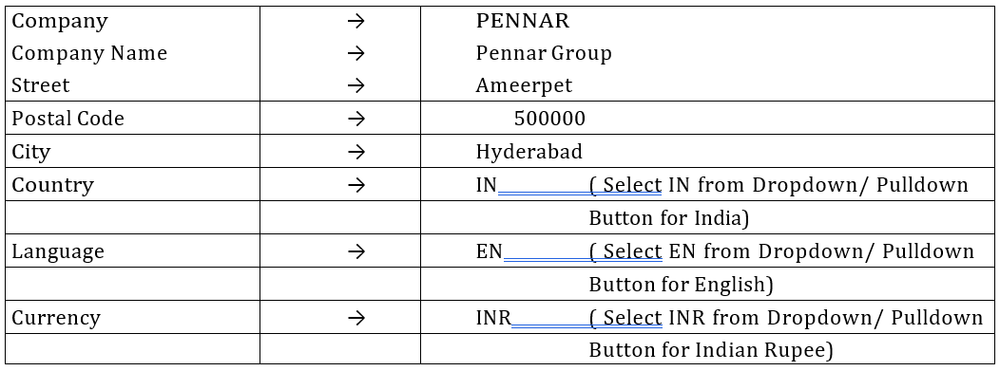 Company → PENNAR
Company Name → Pennar Group
Street → Ameerpet
Postal Code → 500000
City → Hyderabad
Country → IN ( Select IN from Dropdown/ Pulldown
Button for India)
Language → EN ( Select EN from Dropdown/ Pulldown
Button for English)
Currency → INR ( Select INR from Dropdown/ Pulldown
Button for Indian Rupee)